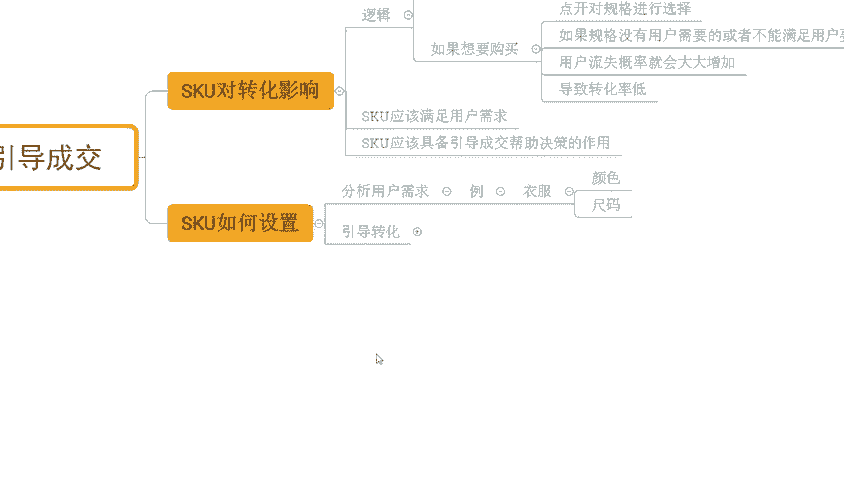 逻辑
点开对规格进行选择
如果想要购买
如果规格没有用户需要的或者不能满足用户
用户流失概率就会大大增加
导致转化率低
SKU对转化影响
SKU应该满足用户需求
SKU应该具备引导成交帮助决策的作用
引导成交
SKU如何设置
分析用户需求
例
衣服
颜色
尺码
引导转化